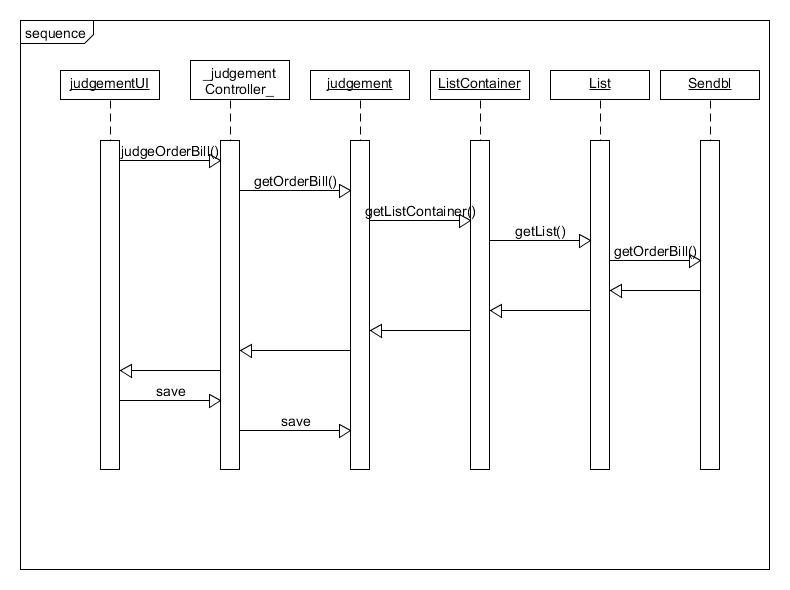 sequence
judgementUI
_judgement
Controller_
judgement
ListContainer
List
Sendbl
judgeOrderBill()
getOrderBill()
getListContainer()
getList()
getOrderBill()
save
save